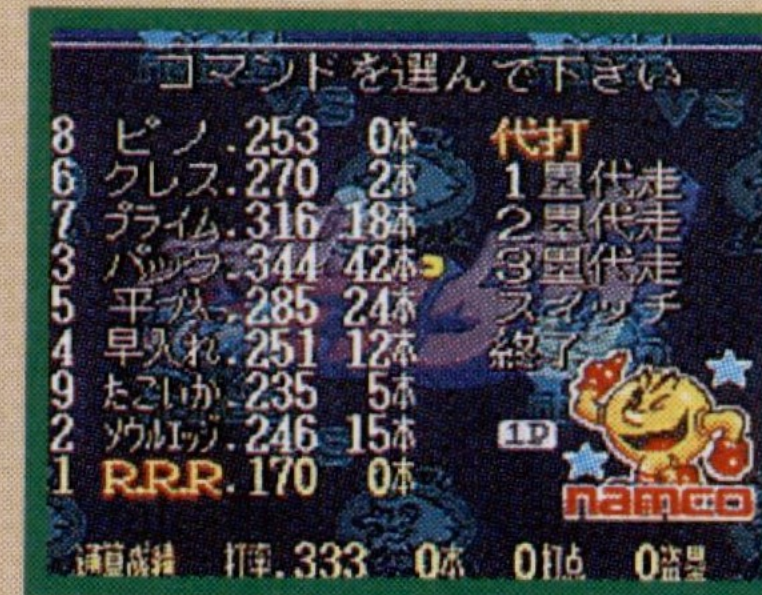 コマンドを選んで下さい
8 ピノ .253 0本 代打
6 クレス .270 2本 1塁代走
7 プライム .316 18本 2塁代走
3 パック .344 42本 3塁代走
5 平 .285 24本 スイッチ
4 早入れ .251 12本 終了
9 たこいか .235 5本
2 ソウルエッジ .246 15本 1P
1 R.R.R. .170 0本 namco
通算成績 打率 .333 0本 0打点 0盗塁
VS
VS